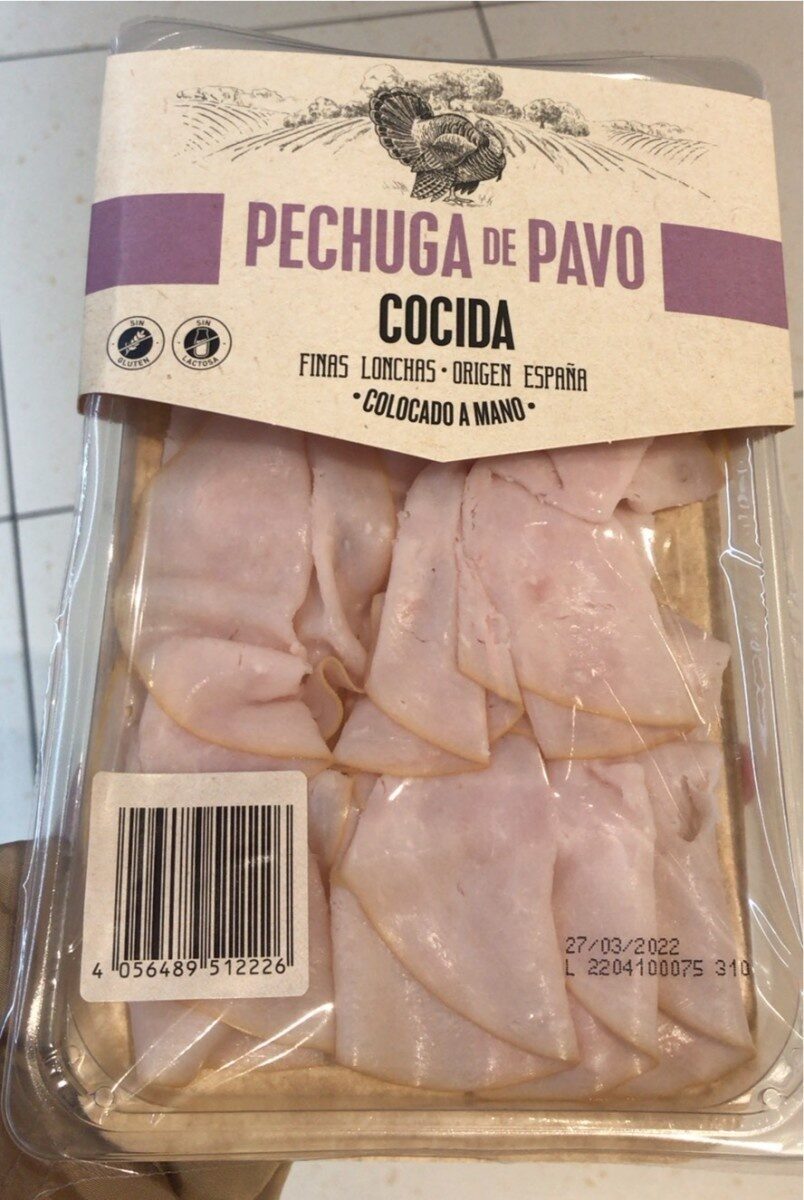 PECHUGA DE PAVO
COCIDA
SIN GLUTEN
SIN LACTOSA
FINAS LONCHAS · ORIGEN ESPAÑA
• COLOCADO A MANO •
4 056489 512226
27/03/2022
L 2204100075 310